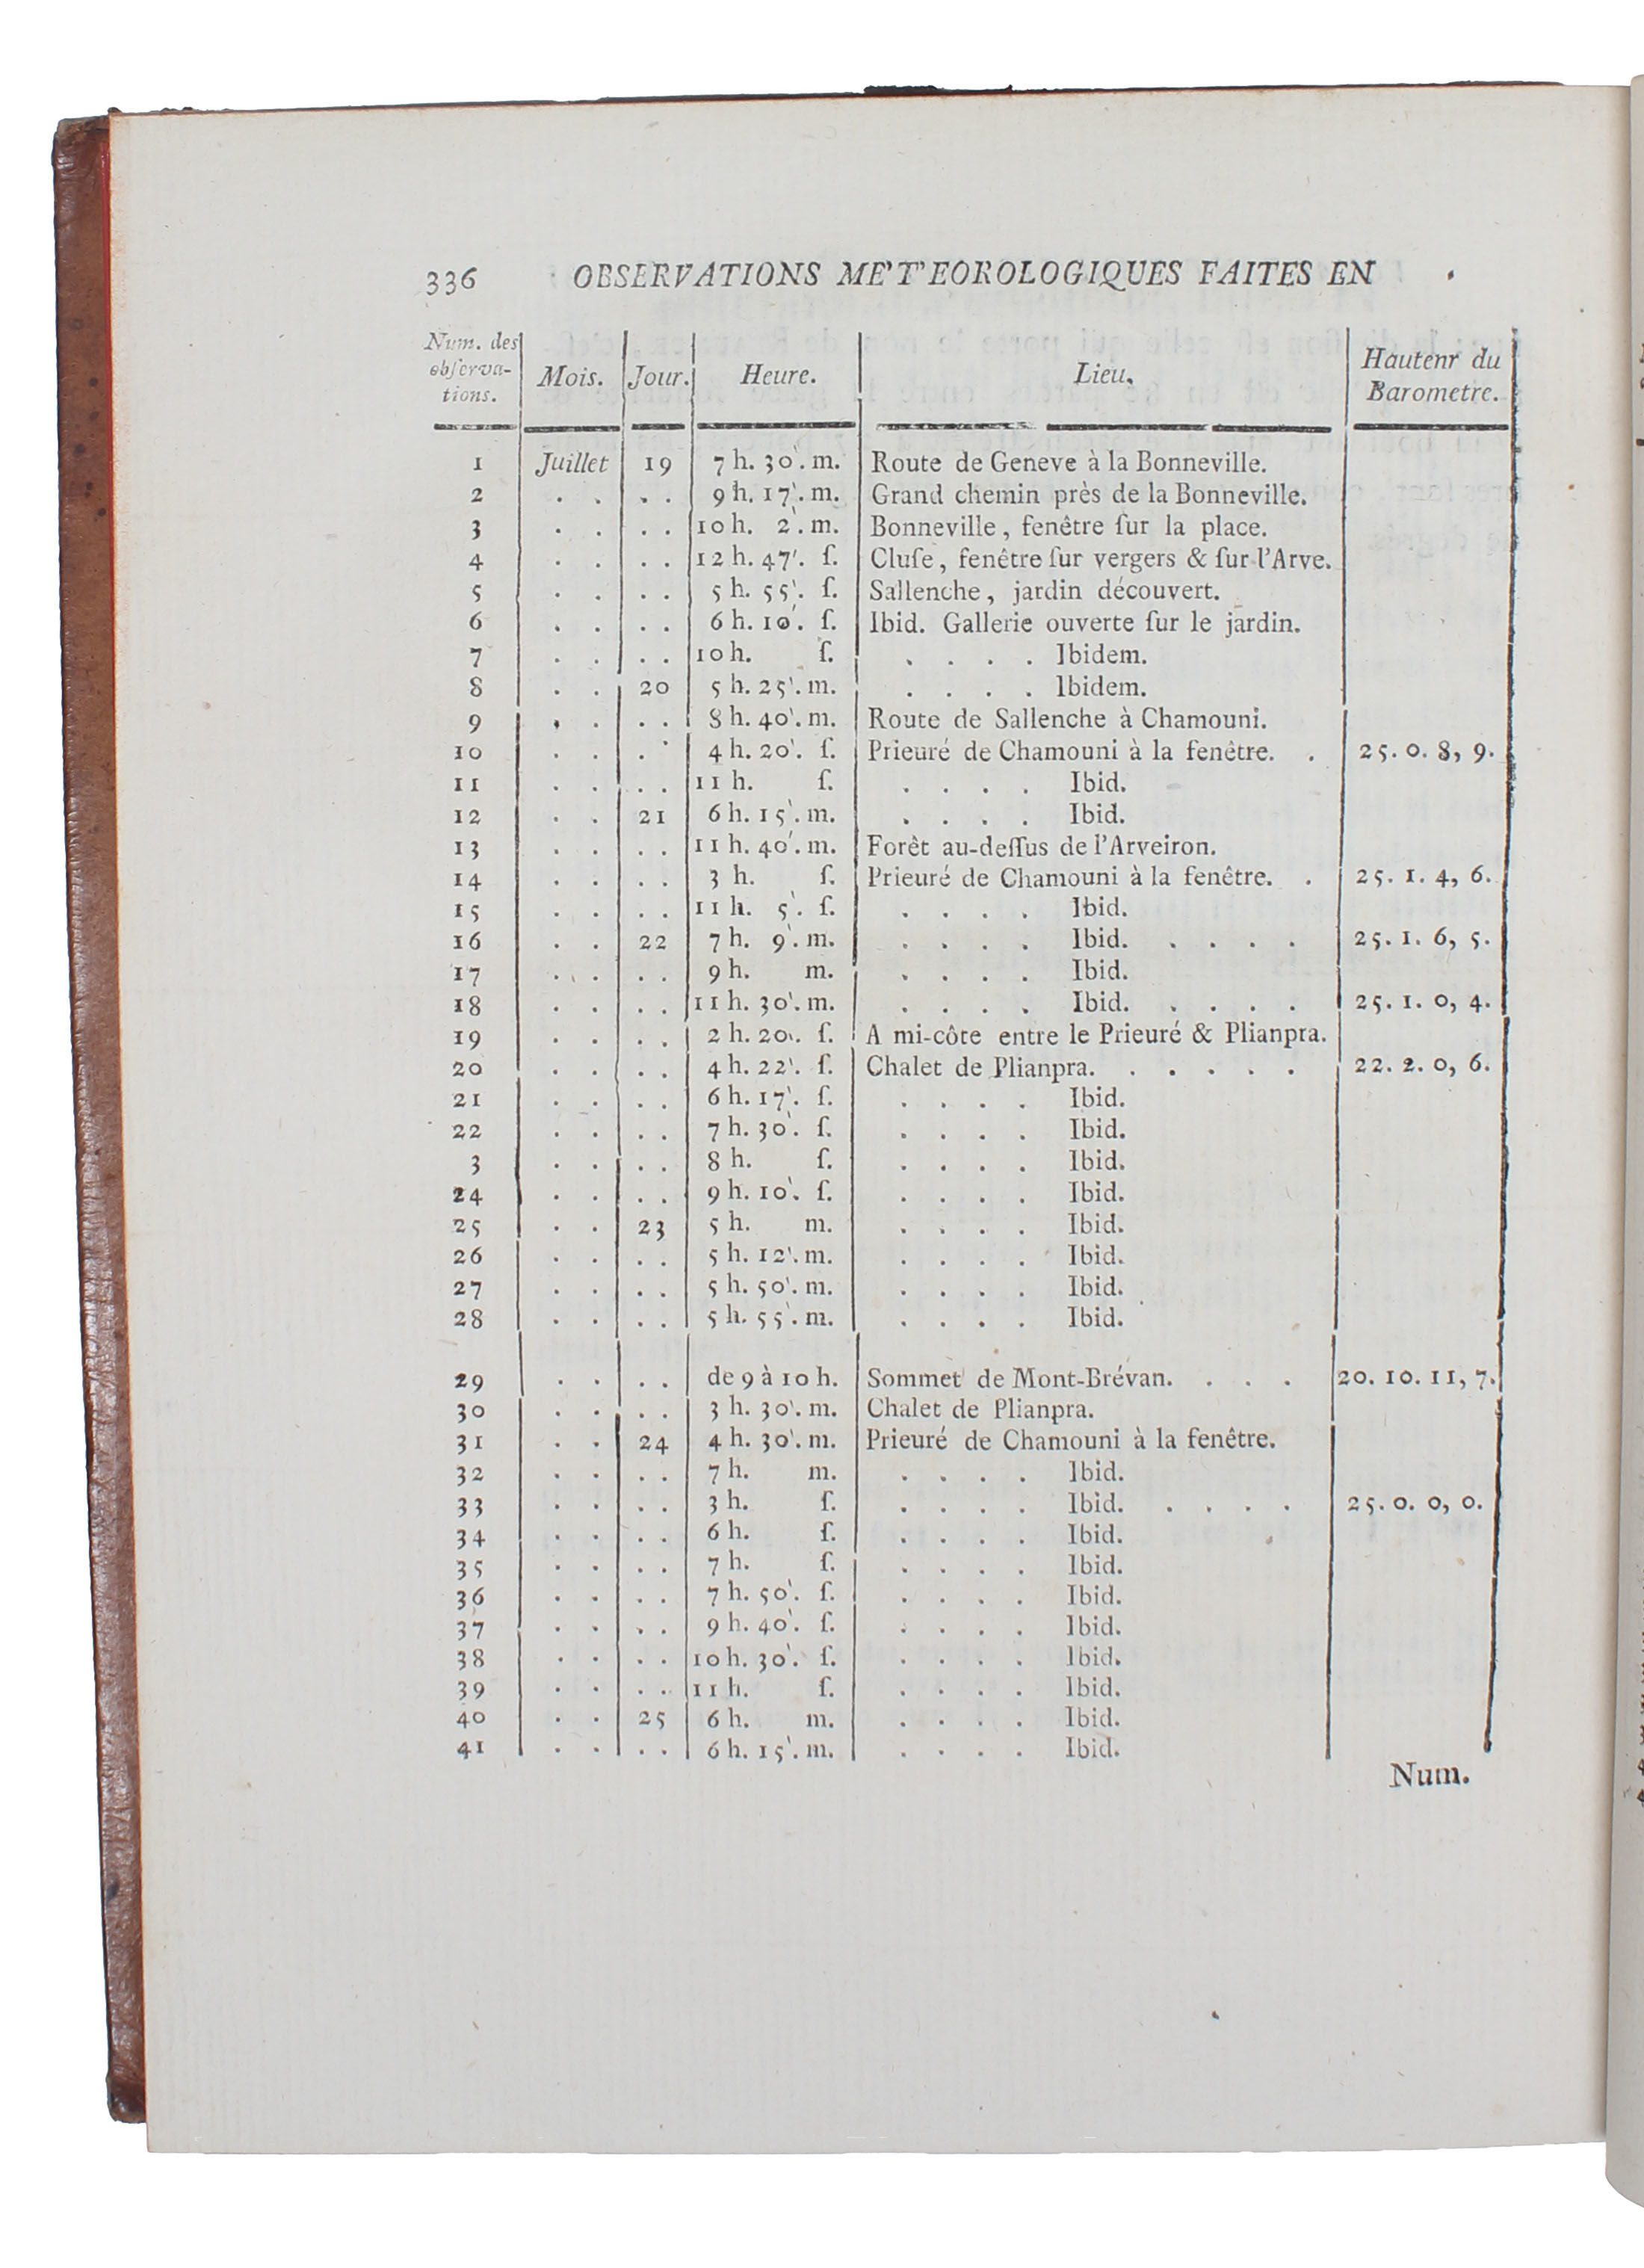 336 OBSERVATIONS ME'T'EOROLOGIQUES FAITES EN
Num. des obſerva- tions. Mois. Jour. Heure. Lieu. Hautenr du Barometre.
1 Juillet 19 7 h. 30'. m. Route de Geneve à la Bonneville.
2 . . . . 9 h. 17'. m. Grand chemin près de la Bonneville.
3 . . . . 10 h. 2'. m. Bonneville, fenêtre ſur la place.
4 . . . . 12 h. 47'. ſ. Cluſe, fenêtre ſur vergers & ſur l'Arve.
5 . . . . 5 h. 55'. ſ. Sallenche, jardin découvert.
6 . . . . 6 h. 10'. ſ. Ibid. Gallerie ouverte ſur le jardin.
7 . . . . 10 h. ſ. . . . . Ibidem.
8 . . 20 5 h. 25'. m. . . . . Ibidem.
9 . . . . 8 h. 40'. m. Route de Sallenche à Chamouni.
10 . . . . 4 h. 20'. ſ. Prieuré de Chamouni à la fenêtre. . 25. 0. 8, 9.
11 . . . . 11 h. ſ. . . . . Ibid.
12 . . 21 6 h. 15'. m. . . . . Ibid.
13 . . . . 11 h. 40'. m. Forêt au-deſſus de l'Arveiron.
14 . . . . 3 h. ſ. Prieuré de Chamouni à la fenêtre. . 25. 1. 4, 6.
15 . . . . 11 h. 5'. ſ. . . . . Ibid.
16 . . 22 7 h. 9'. m. . . . . Ibid. . . . . 25. 1. 6, 5.
17 . . . . 9 h. m. . . . . Ibid.
18 . . . . 11 h. 30'. m. . . . . Ibid. . . . . 25. 1. 0, 4.
19 . . . . 2 h. 20'. ſ. A mi-côte entre le Prieuré & Plianpra.
20 . . . . 4 h. 22'. ſ. Chalet de Plianpra. . . . . . 22. 2. 0, 6.
21 . . . . 6 h. 17'. ſ. . . . . Ibid.
22 . . . . 7 h. 30'. ſ. . . . . Ibid.
3 . . . . 8 h. ſ. . . . . Ibid.
24 . . . . 9 h. 10'. ſ. . . . . Ibid.
25 . . 23 5 h. m. . . . . Ibid.
26 . . . . 5 h. 12'. m. . . . . Ibid.
27 . . . . 5 h. 50'. m. . . . . Ibid.
28 . . . . 5 h. 55'. m. . . . . Ibid.
29 . . . . de 9 à 10 h. Sommet de Mont-Brévan. . . . 20. 10. 11, 7.
30 . . . . 3 h. 30'. m. Chalet de Plianpra.
31 . . 24 4 h. 30'. m. Prieuré de Chamouni à la fenêtre.
32 . . . . 7 h. m. . . . . Ibid.
33 . . . . 3 h. ſ. . . . . Ibid. . . . . 25. 0. 0, 0.
34 . . . . 6 h. ſ. . . . . Ibid.
35 . . . . 7 h. ſ. . . . . Ibid.
36 . . . . 7 h. 50'. ſ. . . . . Ibid.
37 . . . . 9 h. 40'. ſ. . . . . Ibid.
38 . . . . 10 h. 30'. ſ. . . . . Ibid.
39 . . . . 11 h. ſ. . . . . Ibid.
40 . . 25 6 h. m. . . . . Ibid.
41 . . . . 6 h. 15'. m. . . . . Ibid.
Num.